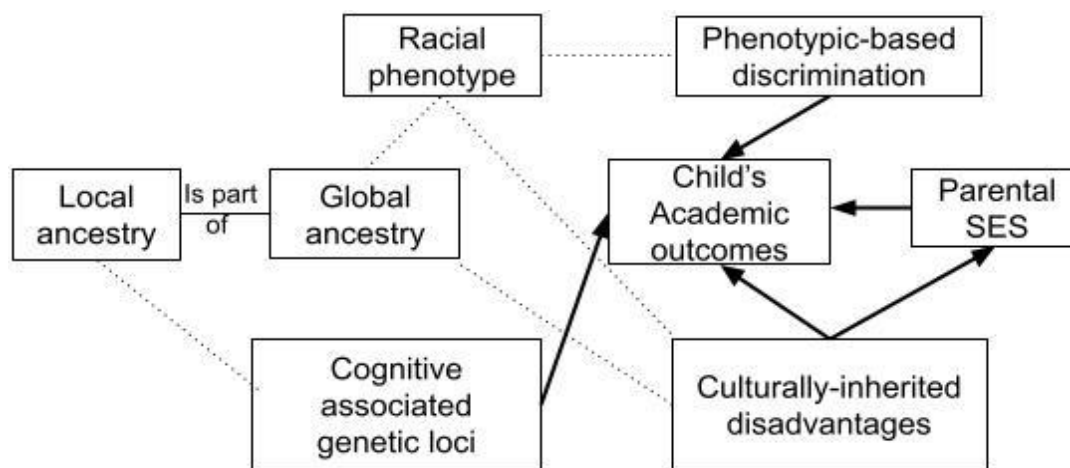 Racial
phenotype
Phenotypic-based
discrimination
Local
ancestry
Is part
of
Global
ancestry
Child’s
Academic
outcomes
Parental
SES
Cognitive
associated
genetic loci
Culturally-inherited
disadvantages